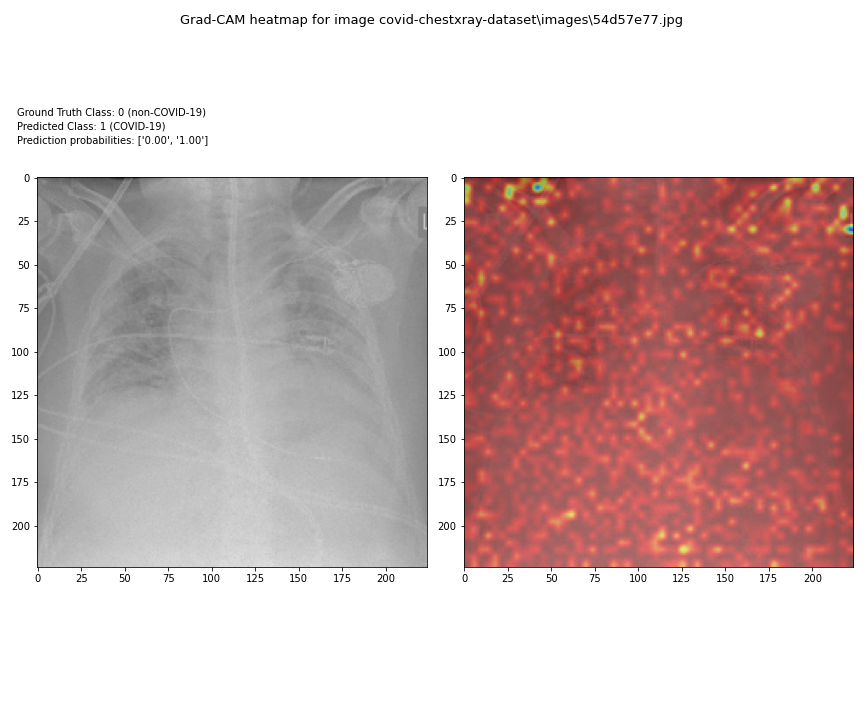 Grad-CAM heatmap for image covid-chestxray-dataset\images\54d57e77.jpg
Ground Truth Class: 0 (non-COVID-19)
Predicted Class: 1 (COVID-19)
Prediction probabilities: ['0.00', '1.00']
0
25
50
75
100
125
150
175
200
0 25 50 75 100 125 150 175 200
L
0
25
50
75
100
125
150
175
200
0 25 50 75 100 125 150 175 200